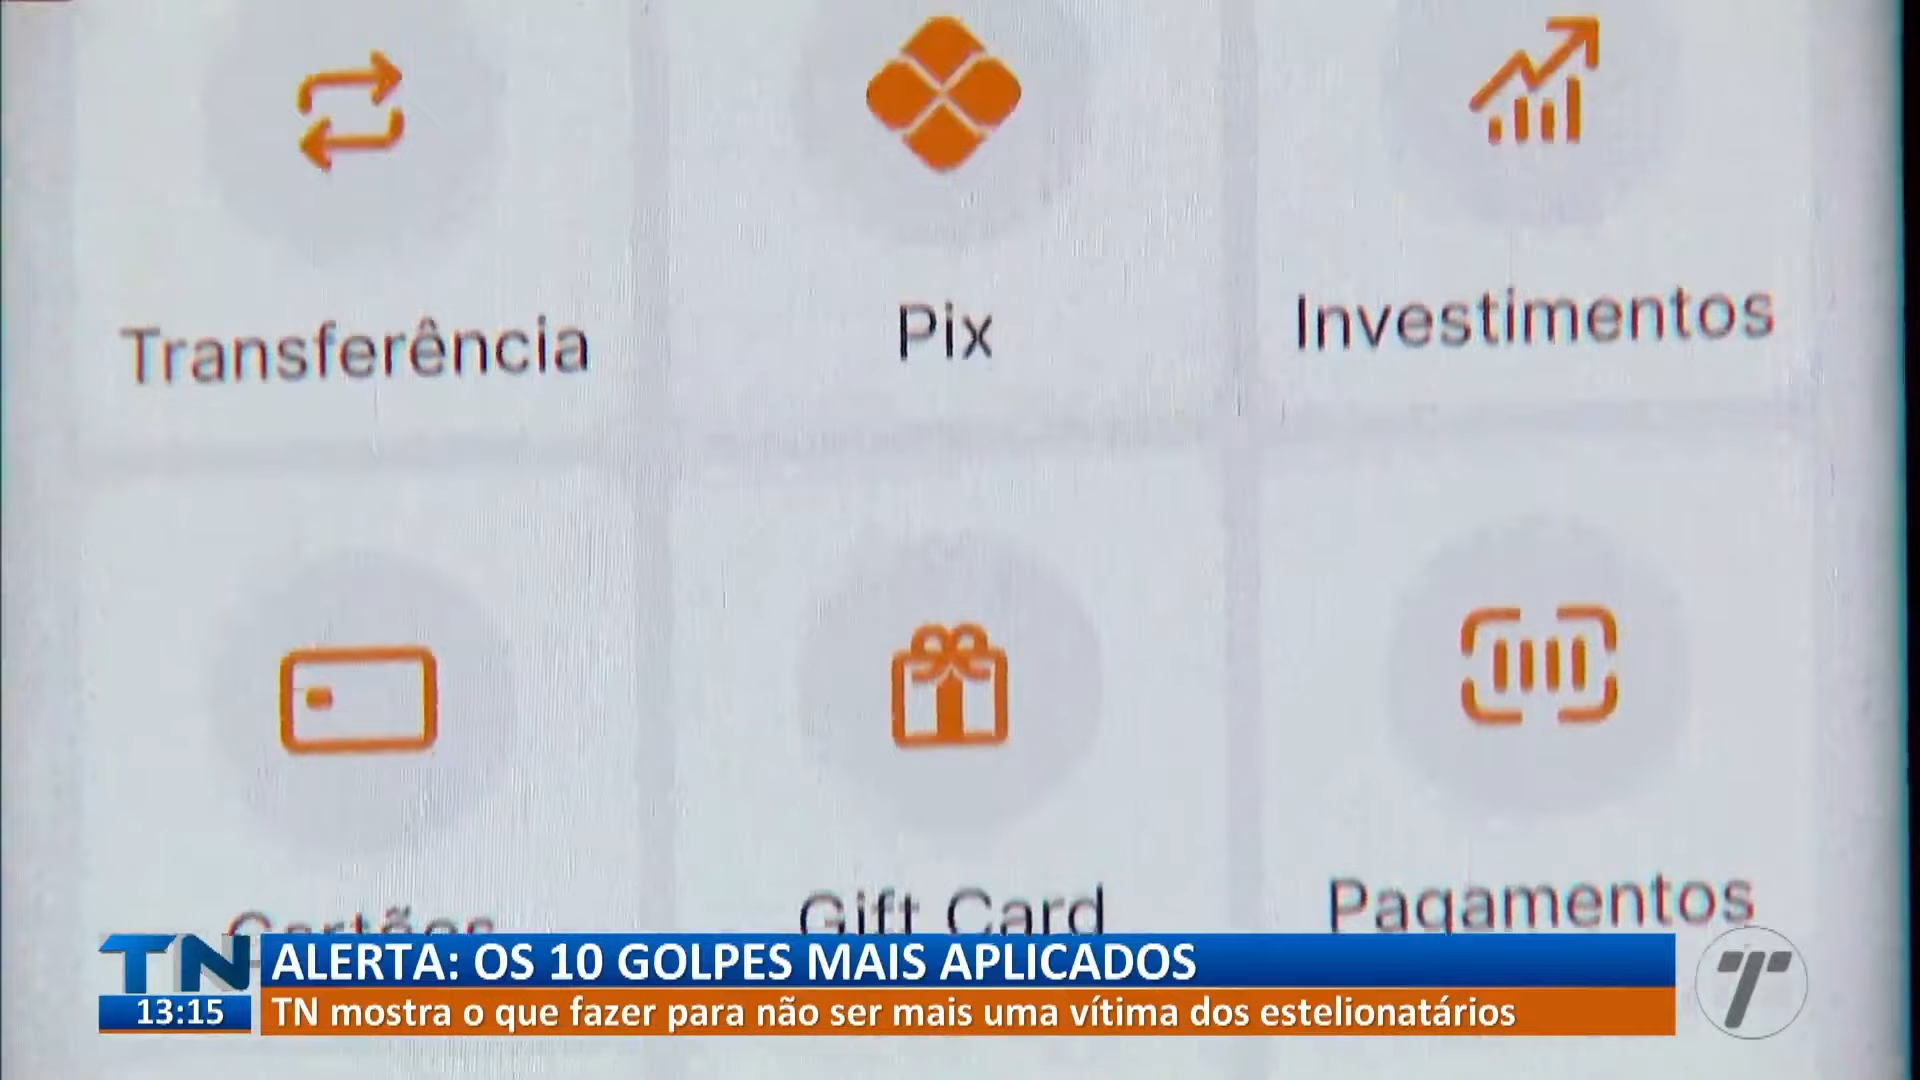 Transferência
Pix
Investimentos
Cartões
Gift Card
Pagamentos
TN
ALERTA: OS 10 GOLPES MAIS APLICADOS
13:15
TN mostra o que fazer para não ser mais uma vítima dos estelionatários
T